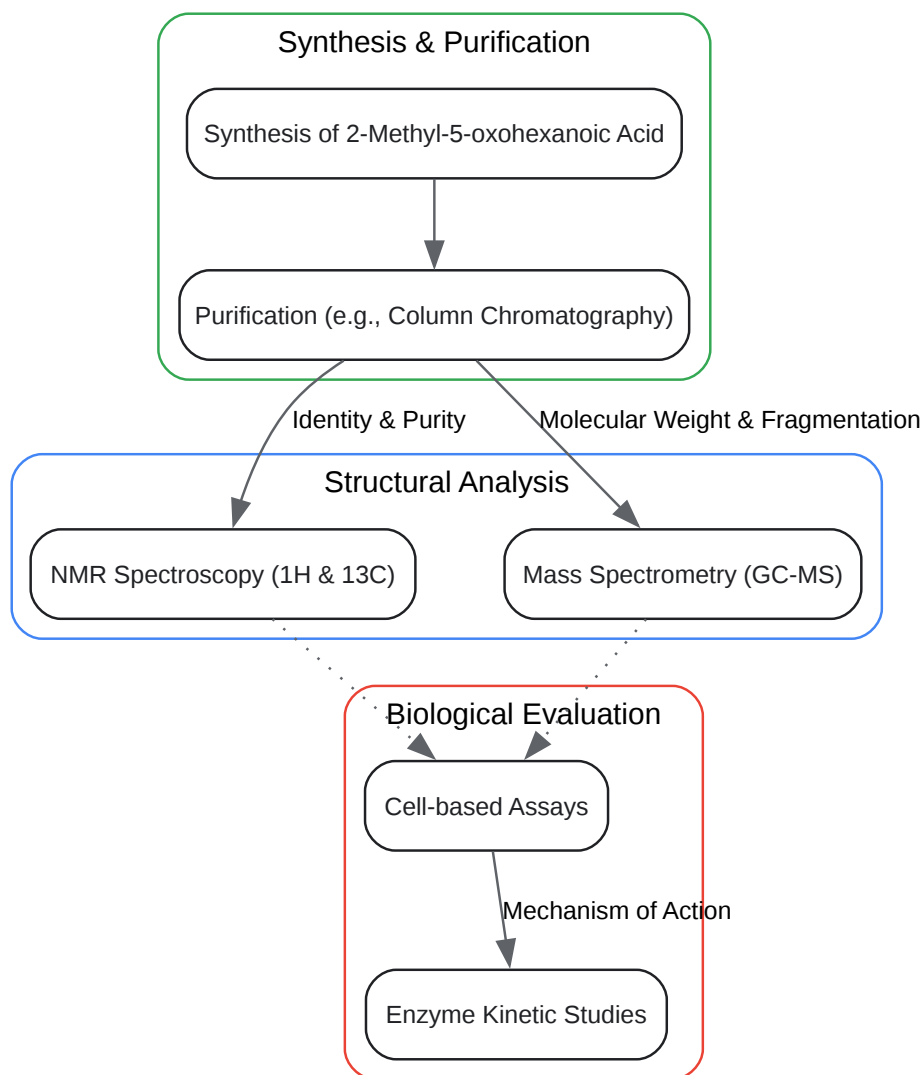 Synthesis & Purification
Synthesis of 2-Methyl-5-oxohexanoic Acid
Purification (e.g., Column Chromatography)
Identity & Purity
Molecular Weight & Fragmentation
Structural Analysis
NMR Spectroscopy (1H & 13C)
Mass Spectrometry (GC-MS)
Biological Evaluation
Cell-based Assays
Mechanism of Action
Enzyme Kinetic Studies